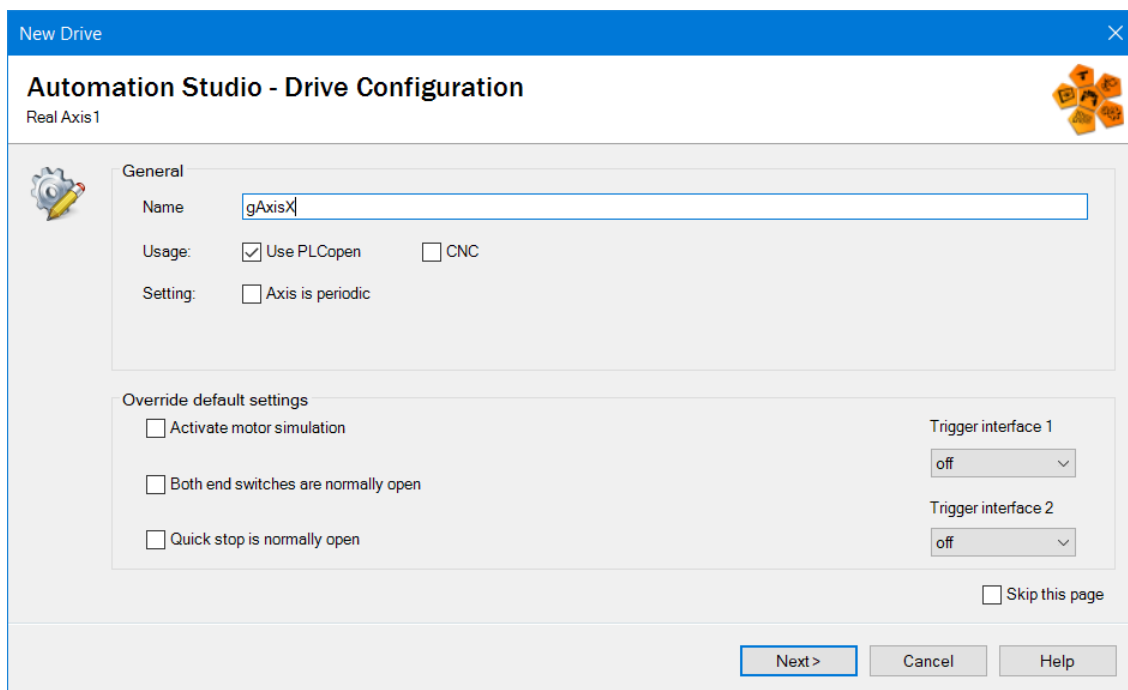 New Drive
Automation Studio - Drive Configuration
Real Axis1
General
Name
gAxisX
Usage:
Use PLCopen
CNC
Setting:
Axis is periodic
Override default settings
Activate motor simulation
Trigger interface 1
off
Both end switches are normally open
Trigger interface 2
Quick stop is normally open
off
Skip this page
Next>
Cancel
Help